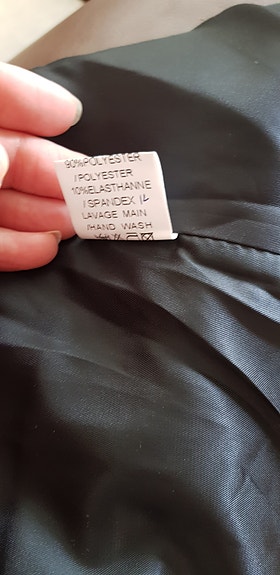 90%POLYESTER
/POLYESTER
10%ELASTHANNE
/SPANDEX
LAVAGE MAIN
/HAND WASH